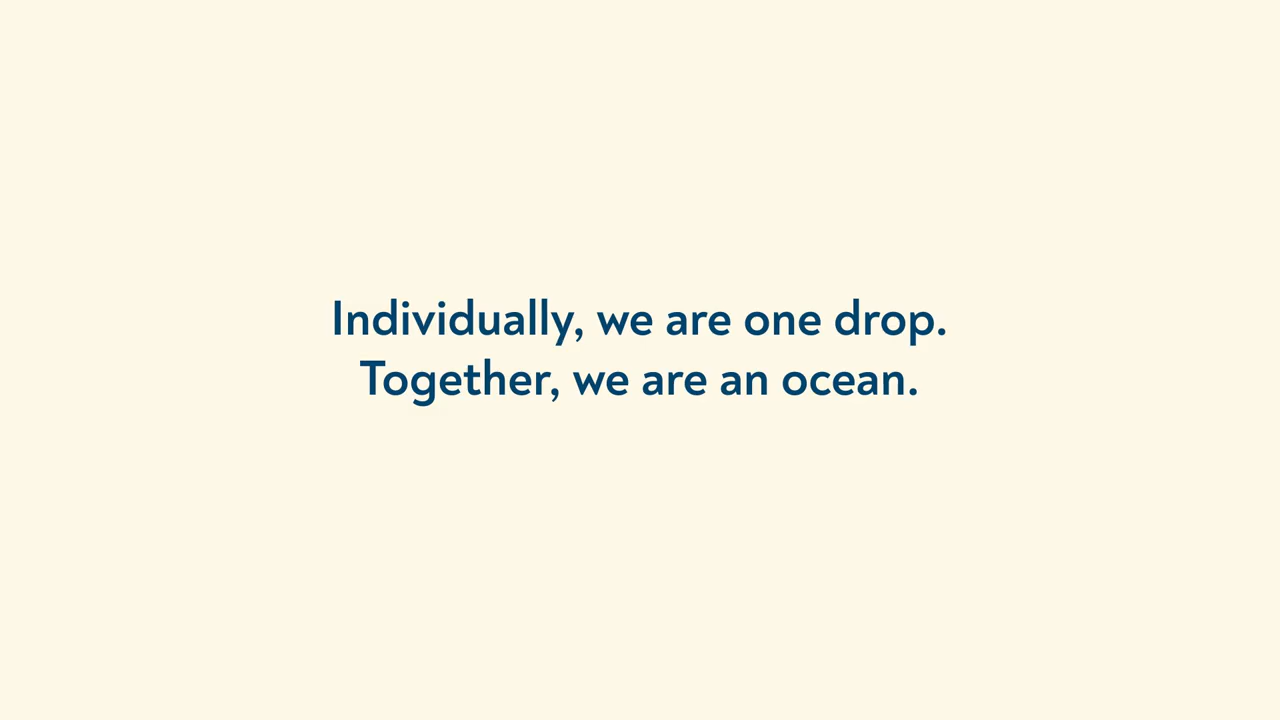 Individually, we are one drop.
Together, we are an ocean.